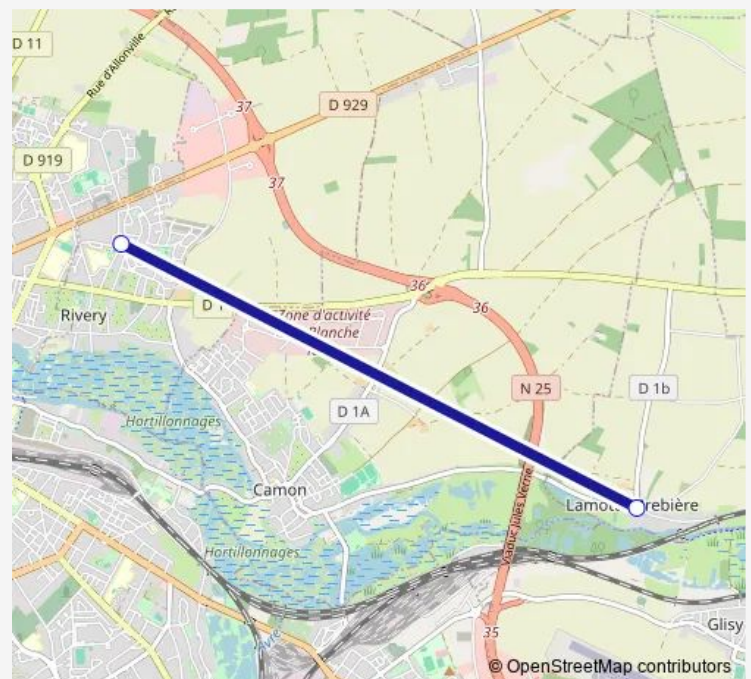 D 11
Rue d'Allonville
D 929
37
D 919
37
36
36
D 1
Zone d'activité
Blanche
Rivery
N 25
D 1b
D 1A
Hortillonnages
Camon
Viaduc Jules Verne
Hortillonnages
35
Glisy
© OpenStreetMap contributors